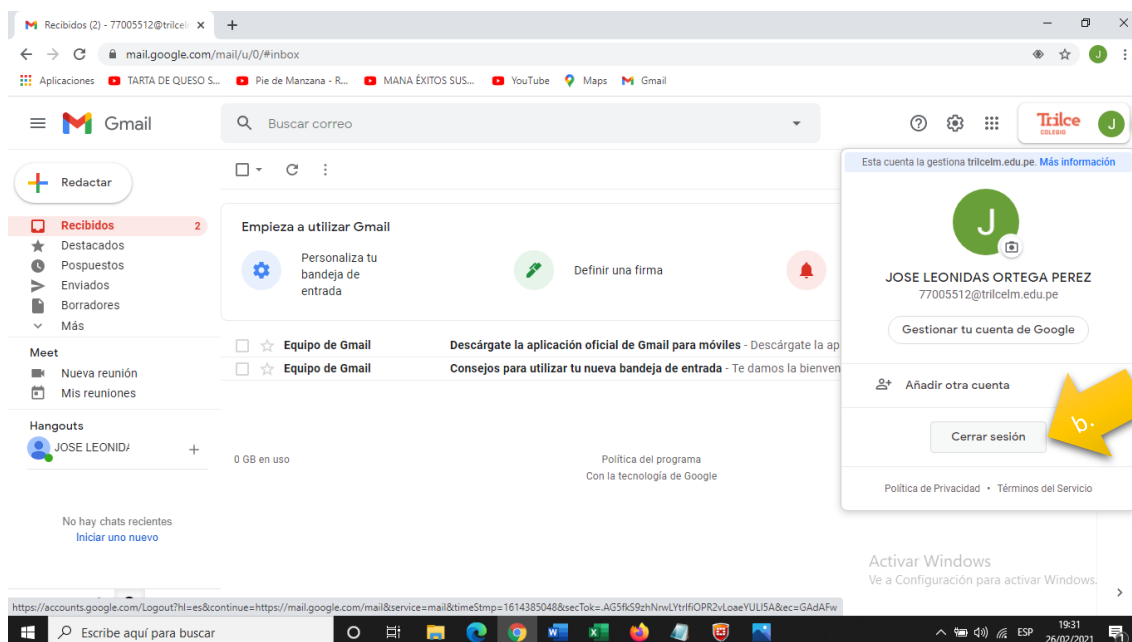 Recibidos (2) - 77005512@trilcel
mail.google.com/mail/u/0/#inbox
J
Aplicaciones
TARTA DE QUESO S...
Pie de Manzana - R...
MANA ÉXITOS SUS...
YouTube
Maps
Gmail
Gmail
Buscar correo
Trilce
COLEGIO
J
Redactar
Recibidos 2
Destacados
Pospuestos
Enviados
Borradores
Más
Meet
Nueva reunión
Mis reuniones
Hangouts
JOSE LEONID
No hay chats recientes
Iniciar uno nuevo
Empieza a utilizar Gmail
Personaliza tu
bandeja de
entrada
Definir una firma
Equipo de Gmail Descárgate la aplicación oficial de Gmail para móviles - Descárgate la ap
Equipo de Gmail Consejos para utilizar tu nueva bandeja de entrada - Te damos la bienven
0 GB en uso
Política del programa
Con la tecnología de Google
Esta cuenta la gestiona trilcelm.edu.pe. Más información
J
JOSE LEONIDAS ORTEGA PEREZ
77005512@trilcelm.edu.pe
Gestionar tu cuenta de Google
Añadir otra cuenta
Cerrar sesión
b.
Política de Privacidad • Términos del Servicio
Activar Windows
Ve a Configuración para activar Windows.
https://accounts.google.com/Logout?hl=es&continue=https://mail.google.com/mail&service=mail&timeStmp=1614385048&secTok=.AG5fkS9zhNrwLYtrIfiOPR2vLoaeYULI5A&ec=GAdAFw
Escribe aquí para buscar
ESP
19:31
26/02/2021